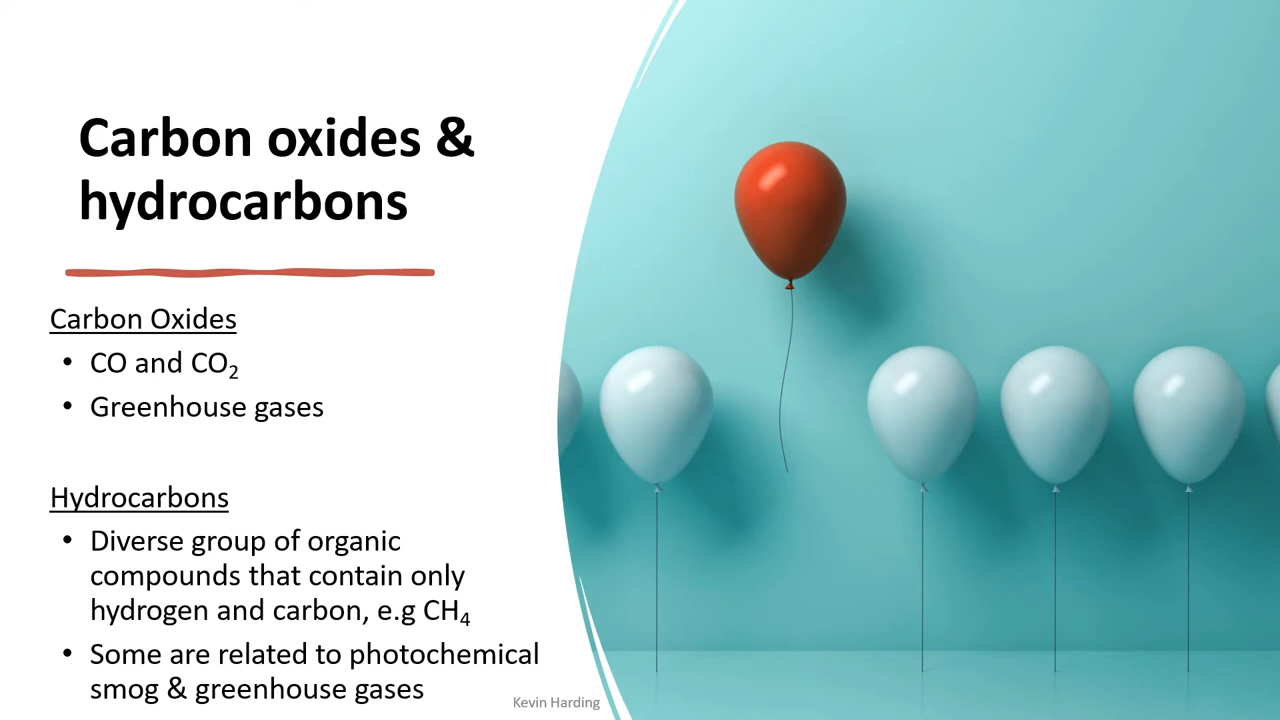 Carbon oxides &
hydrocarbons
Carbon Oxides
• CO and CO₂
• Greenhouse gases
Hydrocarbons
• Diverse group of organic
compounds that contain only
hydrogen and carbon, e.g CH₄
• Some are related to photochemical
smog & greenhouse gases
Kevin Harding